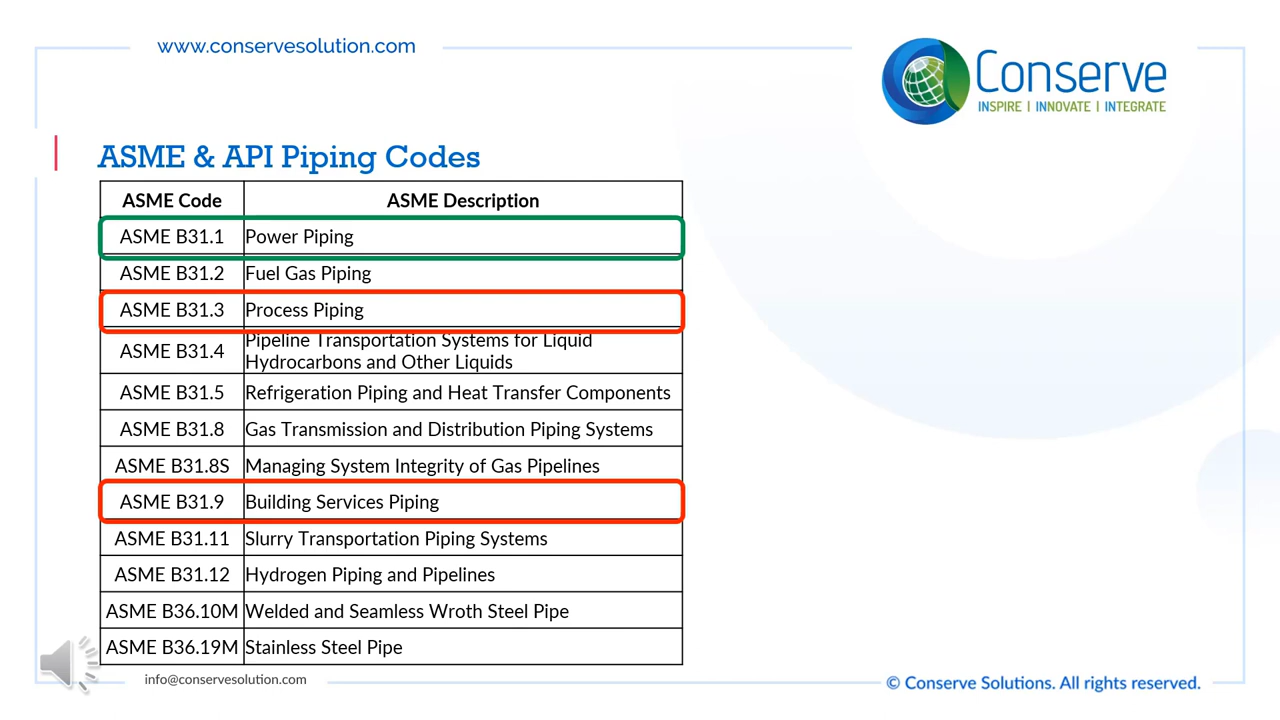 www.conservesolution.com
Conserve
INSPIRE | INNOVATE | INTEGRATE
ASME & API Piping Codes
ASME Code ASME Description
ASME B31.1 Power Piping
ASME B31.2 Fuel Gas Piping
ASME B31.3 Process Piping
ASME B31.4 Pipeline Transportation Systems for Liquid
Hydrocarbons and Other Liquids
ASME B31.5 Refrigeration Piping and Heat Transfer Components
ASME B31.8 Gas Transmission and Distribution Piping Systems
ASME B31.8S Managing System Integrity of Gas Pipelines
ASME B31.9 Building Services Piping
ASME B31.11 Slurry Transportation Piping Systems
ASME B31.12 Hydrogen Piping and Pipelines
ASME B36.10M Welded and Seamless Wroth Steel Pipe
ASME B36.19M Stainless Steel Pipe
info@conservesolution.com
© Conserve Solutions. All rights reserved.